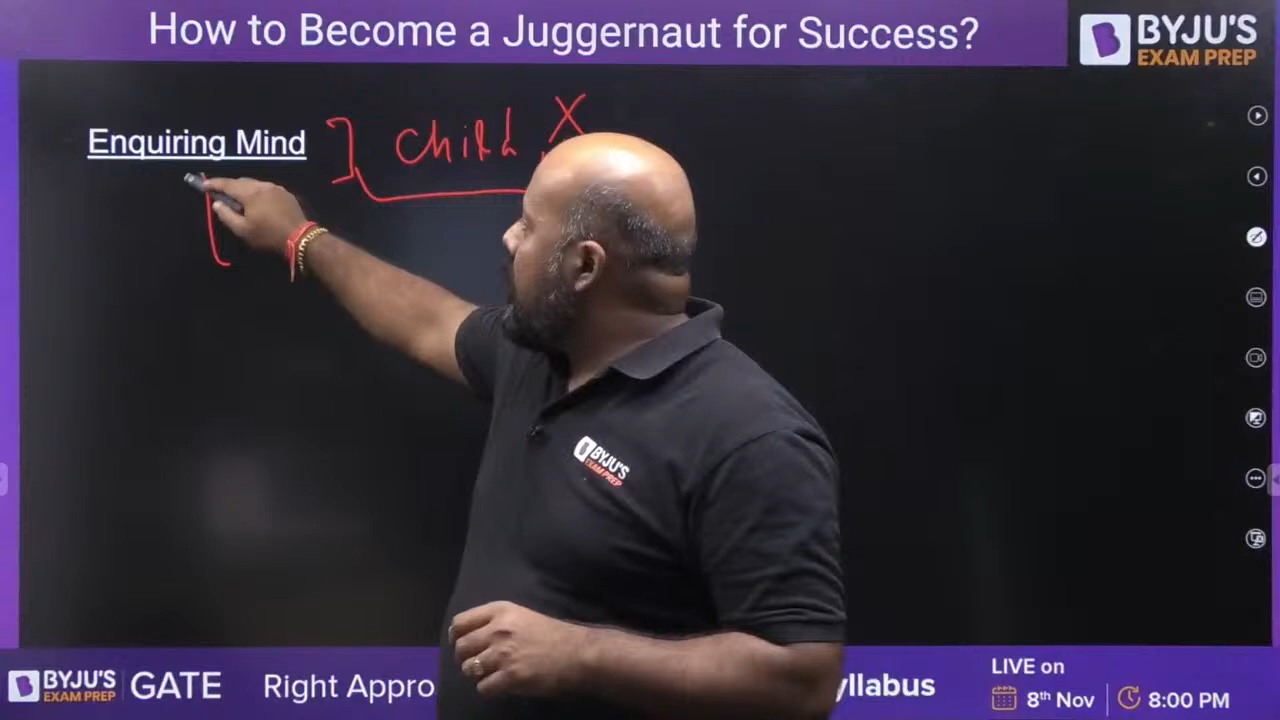 How to Become a Juggernaut for Success?
BYJU'S
EXAM PREP
Enquiring Mind
Child X
BYJU'S
EXAM PREP
BYJU'S
EXAM PREP
GATE
Right Appro
yllabus
LIVE on
8th Nov
8:00 PM